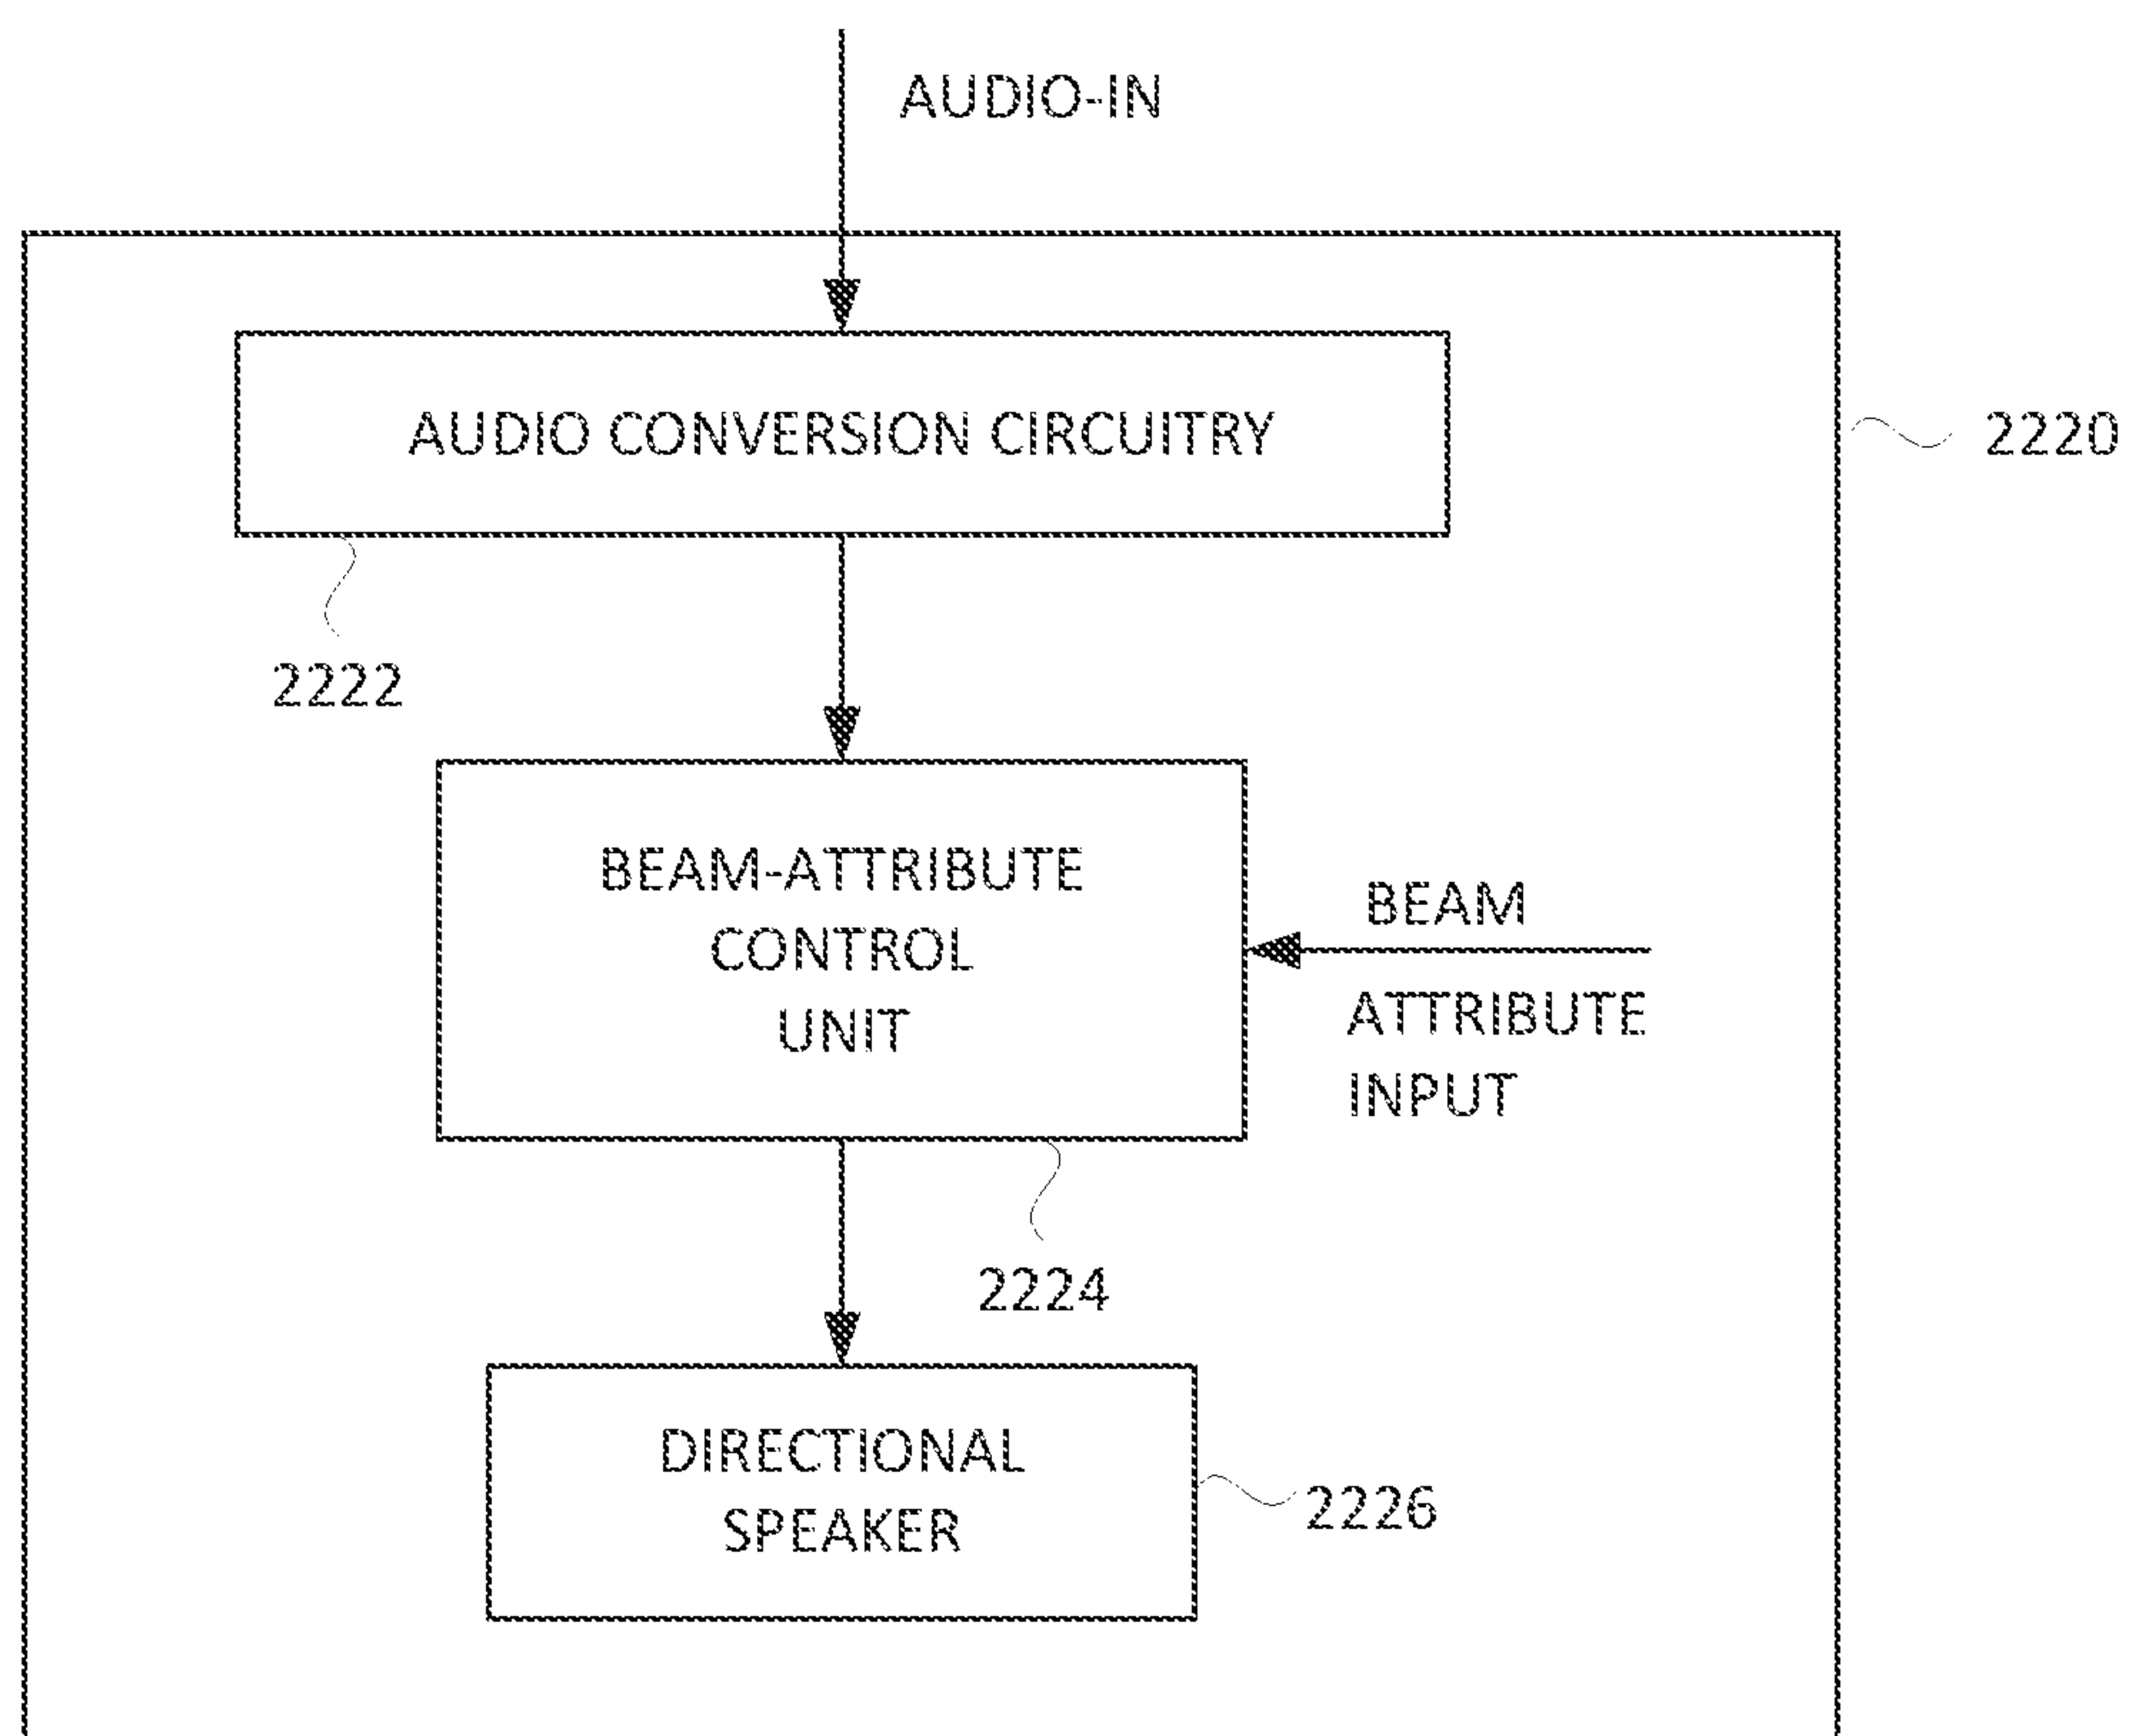 AUDIO-IN
AUDIO CONVERSION CIRCUITRY
2220
2222
BEAM-ATTRIBUTE
CONTROL
UNIT
BEAM
ATTRIBUTE
INPUT
2224
DIRECTIONAL
SPEAKER
2226